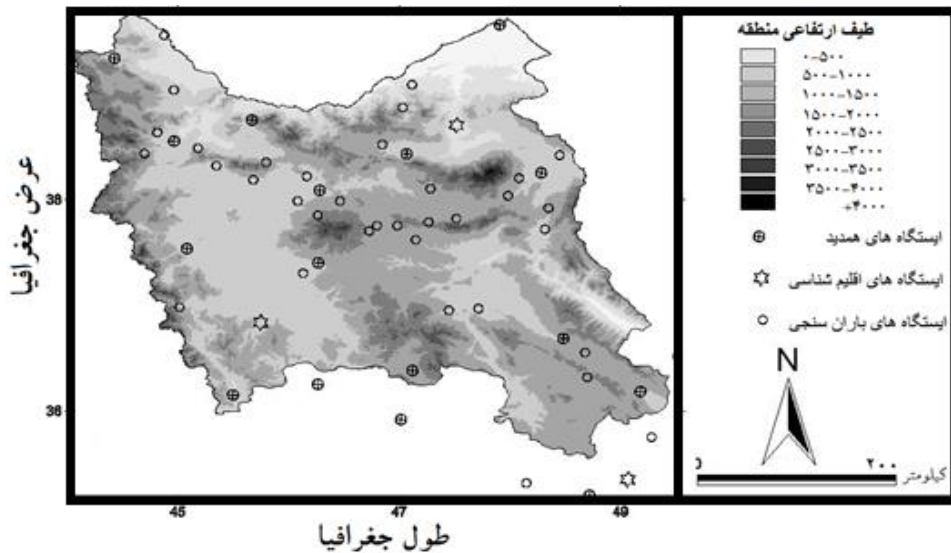 طیف ارتفاعی منطقه
۰-۵۰۰
۵۰۰-۱۰۰۰
۱۰۰۰-۱۵۰۰
۱۵۰۰-۲۰۰۰
۲۰۰۰-۲۵۰۰
۲۵۰۰-۳۰۰۰
۳۰۰۰-۳۵۰۰
۳۵۰۰-۴۰۰۰
+۴۰۰۰
ایستگاه های همدید
ایستگاه های اقلیم شناسی
ایستگاه های باران سنجی
N
۰ ۲۰۰
کیلومتر
عرض جغرافیا
38
36
45 47 49
طول جغرافیا